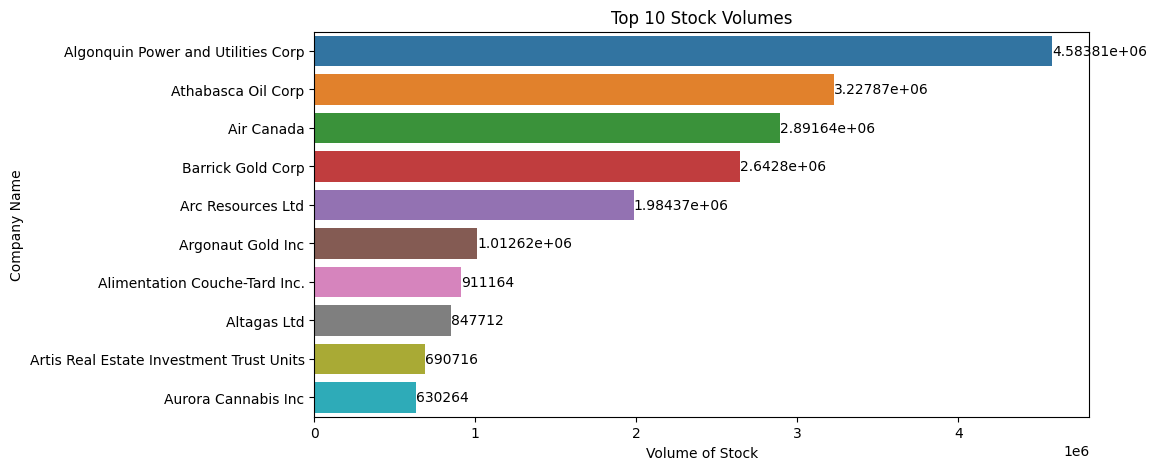 Top 10 Stock Volumes
Company Name
Algonquin Power and Utilities Corp 4.58381e+06
Athabasca Oil Corp 3.22787e+06
Air Canada 2.89164e+06
Barrick Gold Corp 2.6428e+06
Arc Resources Ltd 1.98437e+06
Argonaut Gold Inc 1.01262e+06
Alimentation Couche-Tard Inc. 911164
Altagas Ltd 847712
Artis Real Estate Investment Trust Units 690716
Aurora Cannabis Inc 630264
0 1 2 3 4
1e6
Volume of Stock